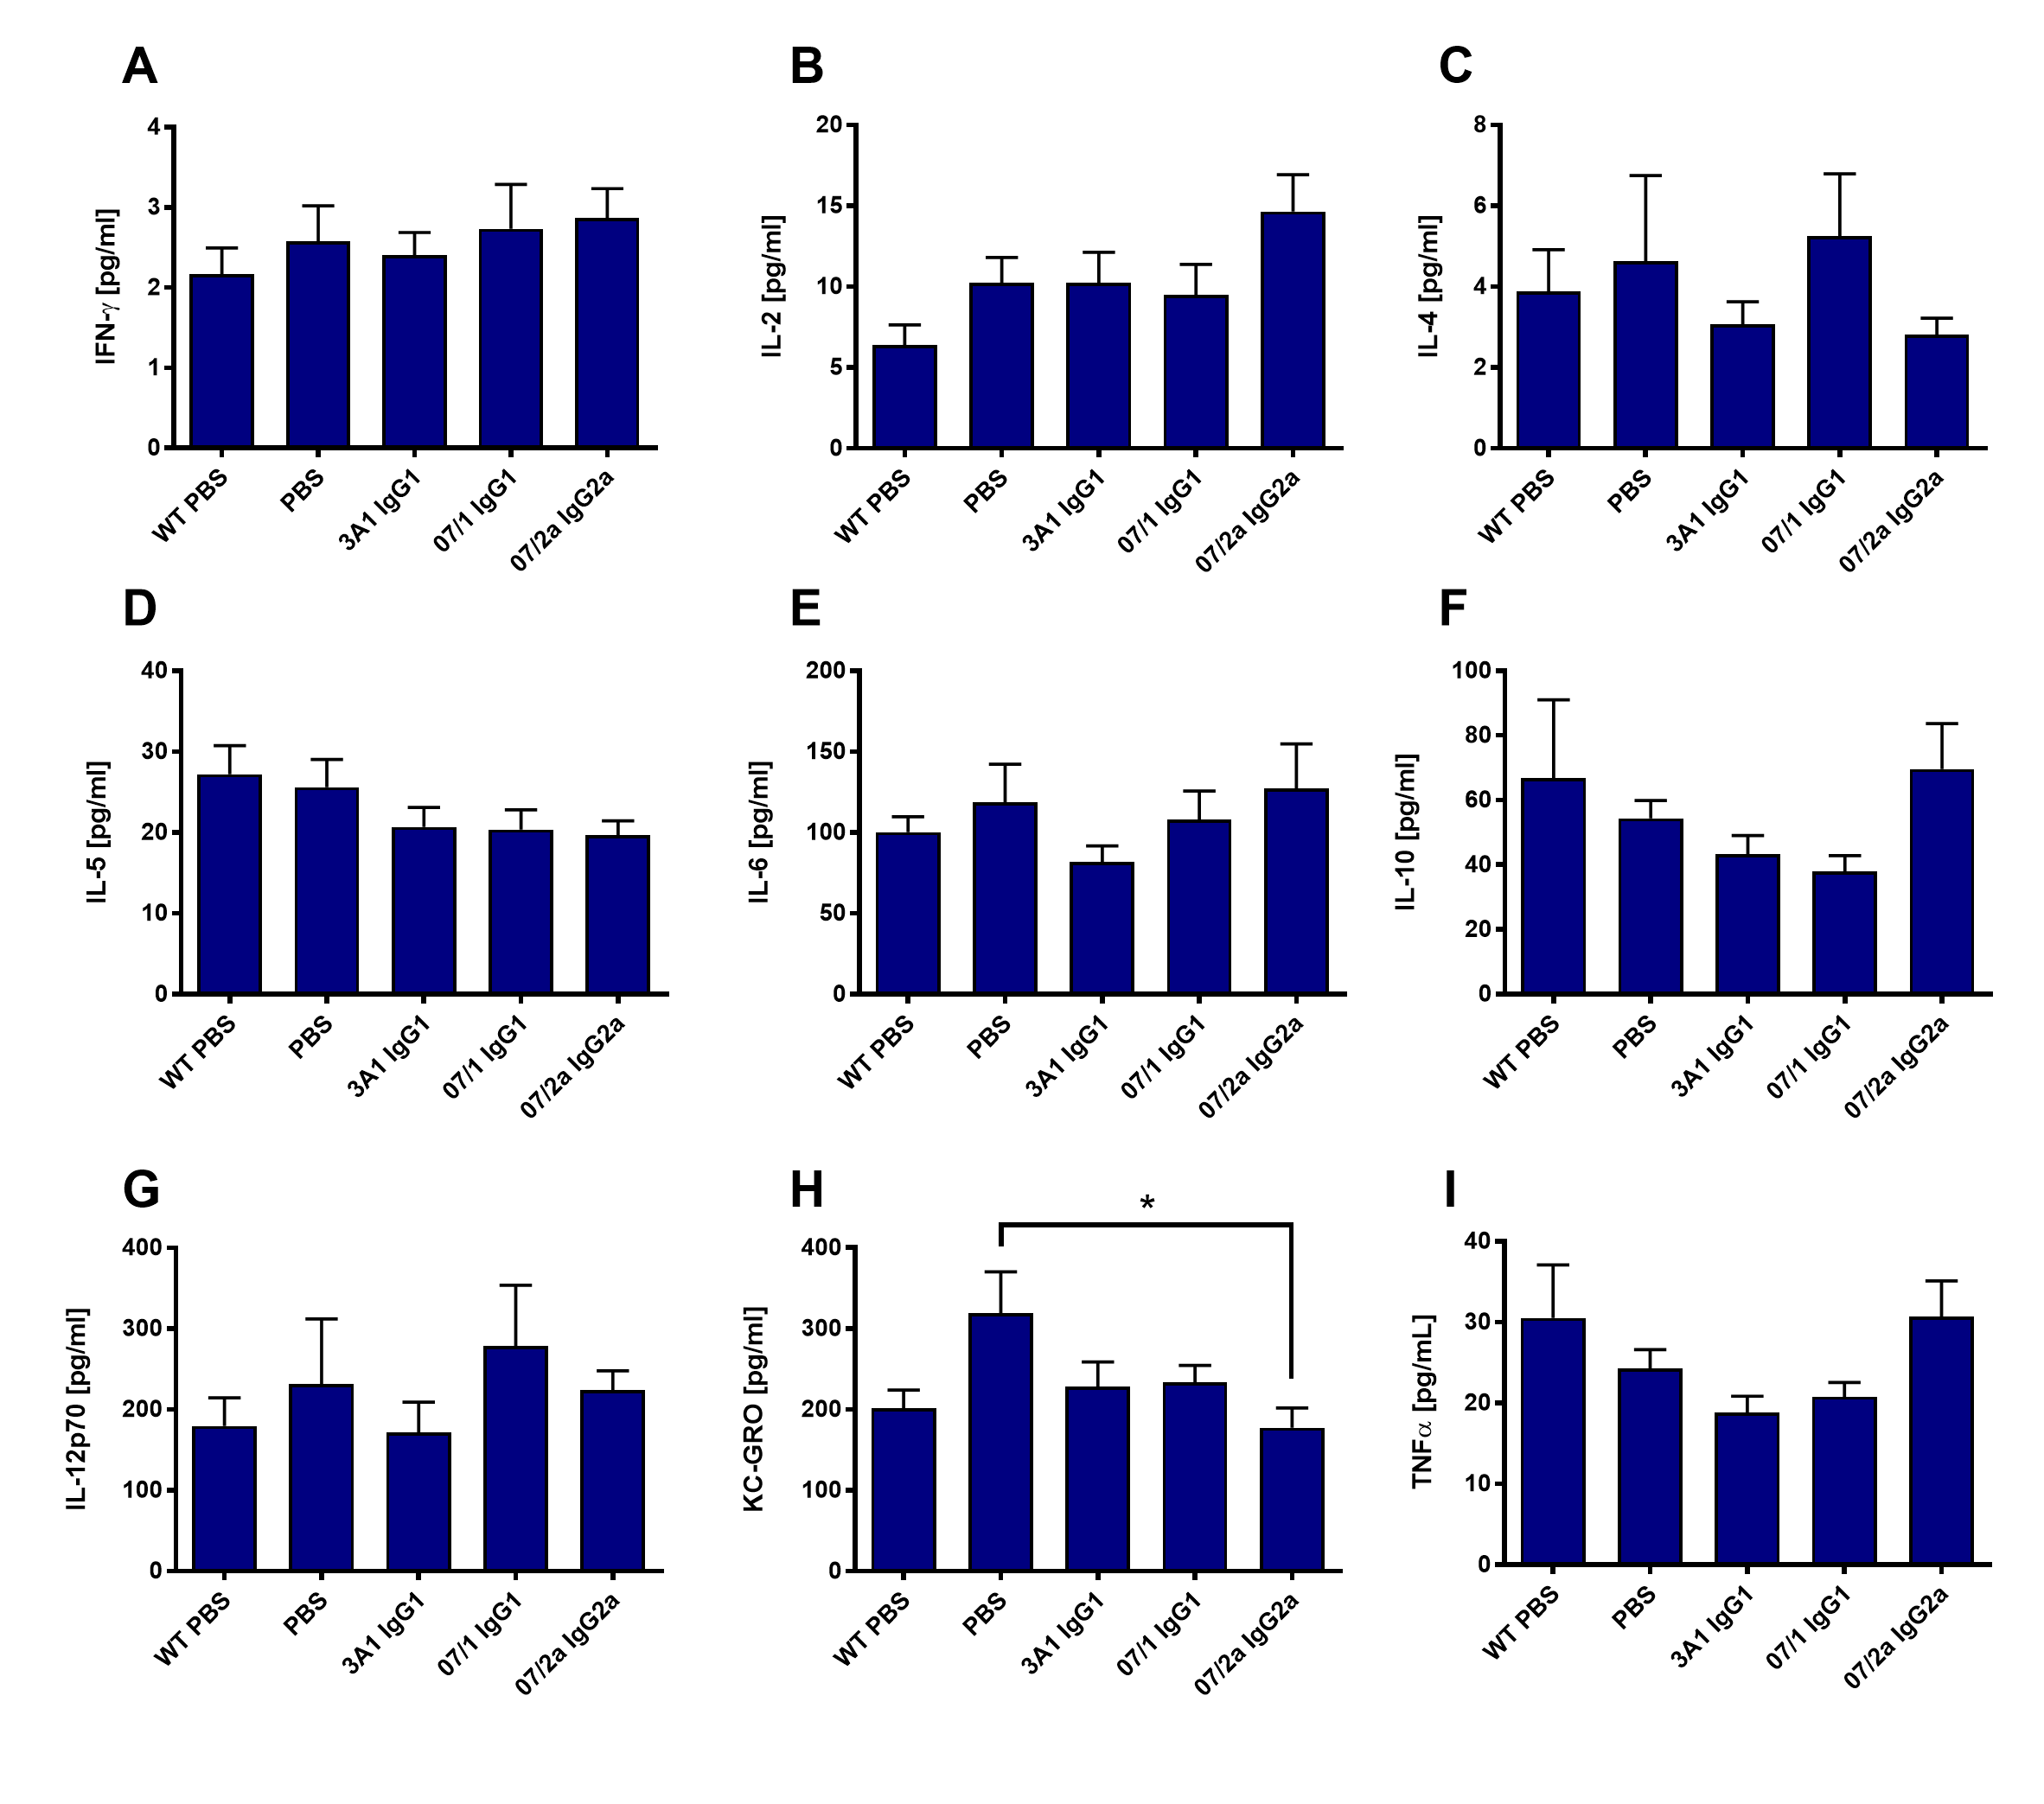 A
IFN-γ [pg/ml]
4
3
2
1
0
WT PBS
PBS
3A1 IgG1
07/1 IgG1
07/2a IgG2a
B
IL-2 [pg/ml]
20
15
10
5
0
WT PBS
PBS
3A1 IgG1
07/1 IgG1
07/2a IgG2a
C
IL-4 [pg/ml]
8
6
4
2
0
WT PBS
PBS
3A1 IgG1
07/1 IgG1
07/2a IgG2a
D
IL-5 [pg/ml]
40
30
20
10
0
WT PBS
PBS
3A1 IgG1
07/1 IgG1
07/2a IgG2a
E
IL-6 [pg/ml]
200
150
100
50
0
WT PBS
PBS
3A1 IgG1
07/1 IgG1
07/2a IgG2a
F
IL-10 [pg/ml]
100
80
60
40
20
0
WT PBS
PBS
3A1 IgG1
07/1 IgG1
07/2a IgG2a
G
IL-12p70 [pg/ml]
400
300
200
100
0
WT PBS
PBS
3A1 IgG1
07/1 IgG1
07/2a IgG2a
H
*
KC-GRO [pg/ml]
400
300
200
100
0
WT PBS
PBS
3A1 IgG1
07/1 IgG1
07/2a IgG2a
I
TNFα [pg/mL]
40
30
20
10
0
WT PBS
PBS
3A1 IgG1
07/1 IgG1
07/2a IgG2a